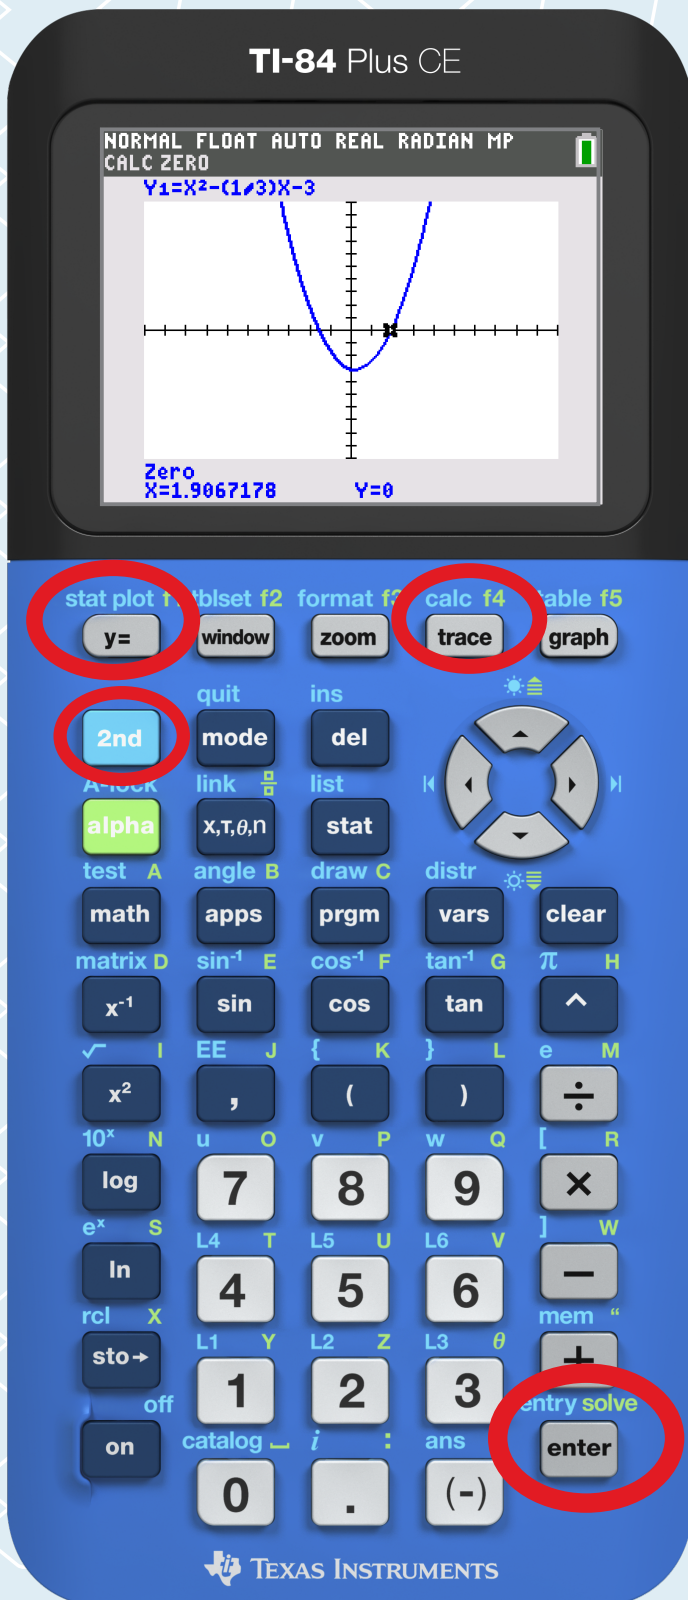 TI-84 Plus CE
NORMAL FLOAT AUTO REAL RADIAN MP
CALC ZERO
Y1=X²-(1/3)X-3
Zero
X=1.9067178 Y=0
stat plot tblset f2 format f3 calc f4 table f5
y= window zoom trace graph
quit ins
2nd mode del
A-lock link list
alpha X,T,θ,n stat
test A angle B draw C distr
math apps prgm vars clear
matrix D sin-1 E cos-1 F tan-1 G π H
x-1 sin cos tan ^
√ I EE J { K } L e M
x² , ( ) ÷
10x N u O v P w Q [ R
log 7 8 9 ×
ex S L4 T L5 U L6 V ] W
ln 4 5 6 −
rcl X L1 Y L2 Z L3 θ mem “
sto→ 1 2 3 +
off catalog i : ans entry solve
on 0 . (-) enter
TEXAS INSTRUMENTS